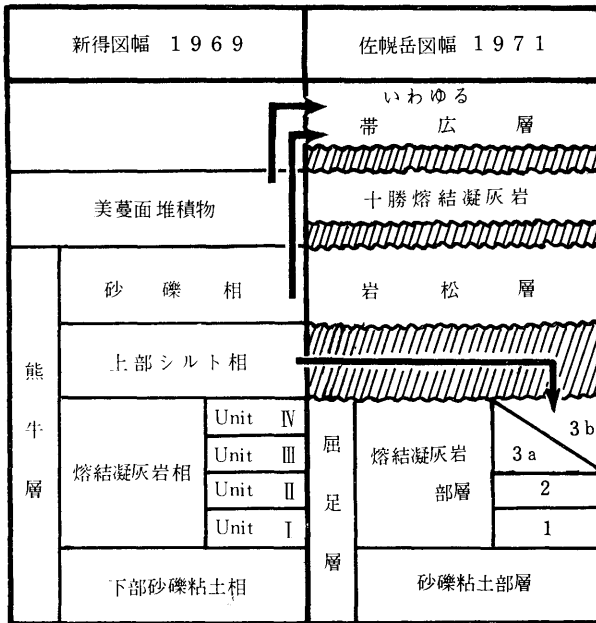 新得図幅 1969
佐幌岳図幅 1971
いわゆる
帯広層
美蔓面堆積物
十勝熔結凝灰岩
砂礫相
岩松層
上部シルト相
熊牛層
熔結凝灰岩相
Unit Ⅳ
Unit Ⅲ
Unit Ⅱ
Unit Ⅰ
屈足層
熔結凝灰岩
部層
3b
3a
2
1
下部砂礫粘土相
砂礫粘土部層